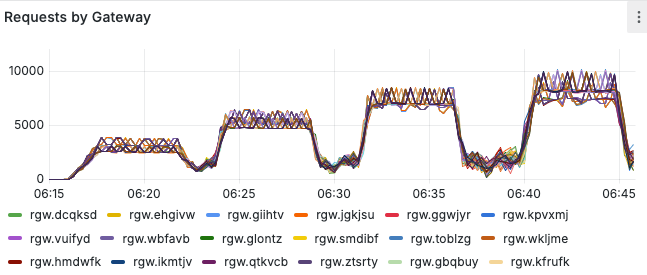 Requests by Gateway
10000
5000
0
06:15 06:20 06:25 06:30 06:35 06:40 06:45
rgw.dcqksd rgw.ehgivw rgw.giihtv rgw.jgkjsu rgw.ggwjyr rgw.kpvxmj
rgw.vuifyd rgw.wbfavb rgw.glontz rgw.smdibf rgw.toblzg rgw.wkljme
rgw.hmdwfk rgw.ikmtjv rgw.qtkvcb rgw.ztsrty rgw.gbqbuy rgw.kfrufk